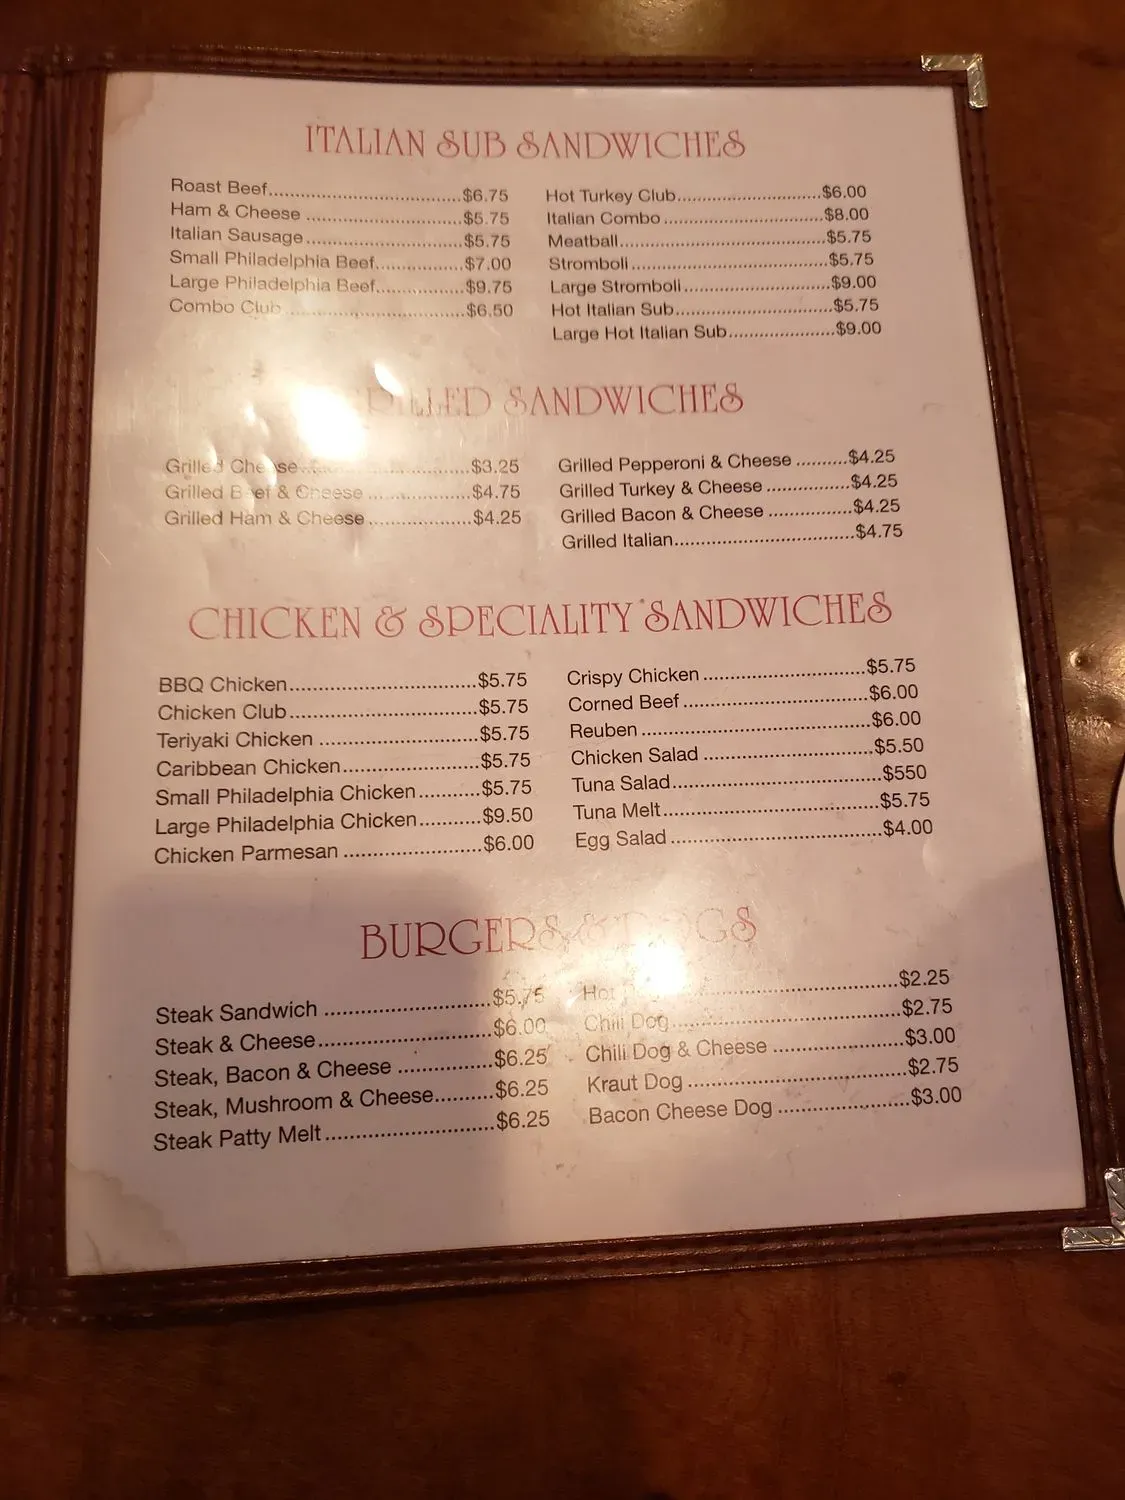 ITALIAN SUB SANDWICHES
Roast Beef..................................$6.75
Ham & Cheese ............................$5.75
Italian Sausage............................$5.75
Small Philadelphia Beef................$7.00
Large Philadelphia Beef................$9.75
Combo Club ................................$6.50
Hot Turkey Club..........................$6.00
Italian Combo .............................$8.00
Meatball.....................................$5.75
Stromboli...................................$5.75
Large Stromboli..........................$9.00
Hot Italian Sub............................$5.75
Large Hot Italian Sub...................$9.00
GRILLED SANDWICHES
Grilled Cheese.............................$3.25
Grilled Beef & Cheese ..................$4.75
Grilled Ham & Cheese ..................$4.25
Grilled Pepperoni & Cheese ..........$4.25
Grilled Turkey & Cheese ...............$4.25
Grilled Bacon & Cheese ...............$4.25
Grilled Italian................................$4.75
CHICKEN & SPECIALITY SANDWICHES
BBQ Chicken................................$5.75
Chicken Club................................$5.75
Teriyaki Chicken ...........................$5.75
Caribbean Chicken.......................$5.75
Small Philadelphia Chicken...........$5.75
Large Philadelphia Chicken...........$9.50
Chicken Parmesan .......................$6.00
Crispy Chicken ............................$5.75
Corned Beef ................................$6.00
Reuben .......................................$6.00
Chicken Salad .............................$5.50
Tuna Salad...................................$550
Tuna Melt....................................$5.75
Egg Salad ...................................$4.00
BURGERS & DOGS
Steak Sandwich ...........................$5.75
Steak & Cheese............................$6.00
Steak, Bacon & Cheese ................$6.25
Steak, Mushroom & Cheese..........$6.25
Steak Patty Melt...........................$6.25
Hot ..............................$2.25
Chili Dog.....................................$2.75
Chili Dog & Cheese .....................$3.00
Kraut Dog ...................................$2.75
Bacon Cheese Dog .....................$3.00